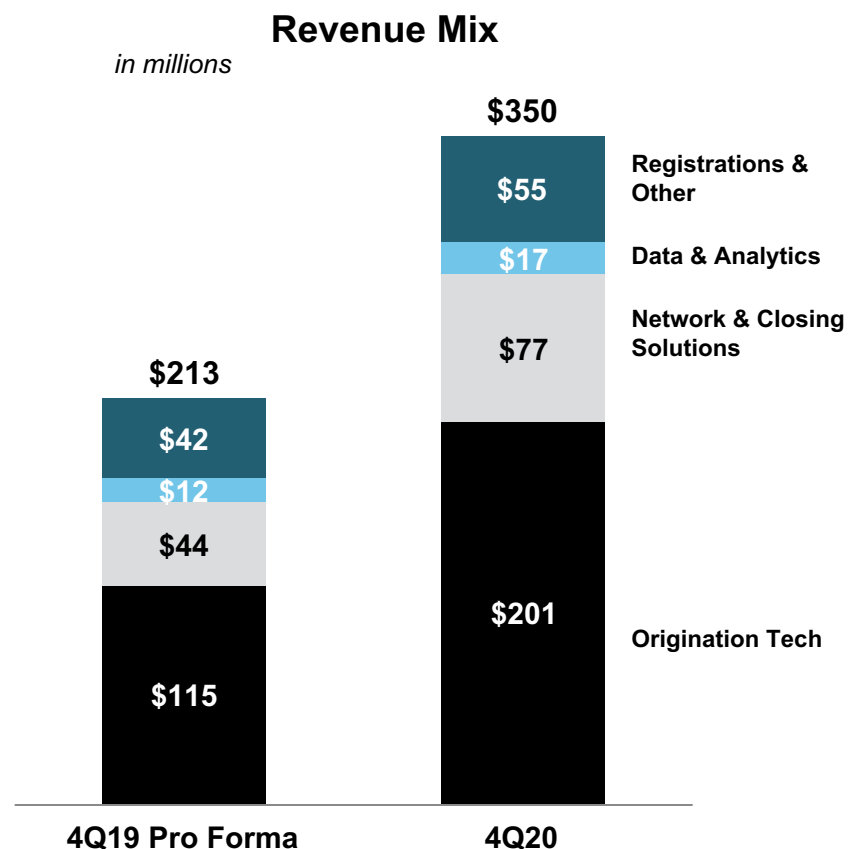 Revenue Mix
in millions
$350
$55
Registrations &
Other
$17
Data & Analytics
Network & Closing
Solutions
$77
$213
$42
$12
$44
$201
Origination Tech
$115
4Q19 Pro Forma
4Q20